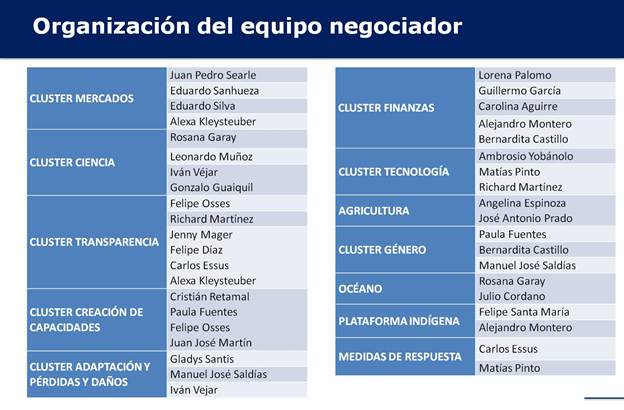 Organización del equipo negociador
CLUSTER MERCADOS
Juan Pedro Searle
Eduardo Sanhueza
Eduardo Silva
Alexa Kleysteuber
CLUSTER CIENCIA
Rosana Garay
Leonardo Muñoz
Iván Véjar
Gonzalo Guaiquil
CLUSTER TRANSPARENCIA
Felipe Osses
Richard Martínez
Jenny Mager
Felipe Díaz
Carlos Essus
Alexa Kleysteuber
CLUSTER CREACIÓN DE
CAPACIDADES
Cristián Retamal
Paula Fuentes
Felipe Osses
Juan José Martín
CLUSTER ADAPTACIÓN Y
PÉRDIDAS Y DAÑOS
Gladys Santis
Manuel José Saldías
Iván Vejar
CLUSTER FINANZAS
Lorena Palomo
Guillermo García
Carolina Aguirre
Alejandro Montero
Bernardita Castillo
CLUSTER TECNOLOGÍA
Ambrosio Yobánolo
Matías Pinto
Richard Martínez
AGRICULTURA
Angelina Espinoza
José Antonio Prado
CLUSTER GÉNERO
Paula Fuentes
Bernardita Castillo
Manuel José Saldías
OCÉANO
Rosana Garay
Julio Cordano
PLATAFORMA INDÍGENA
Felipe Santa María
Alejandro Montero
MEDIDAS DE RESPUESTA
Carlos Essus
Matías Pinto